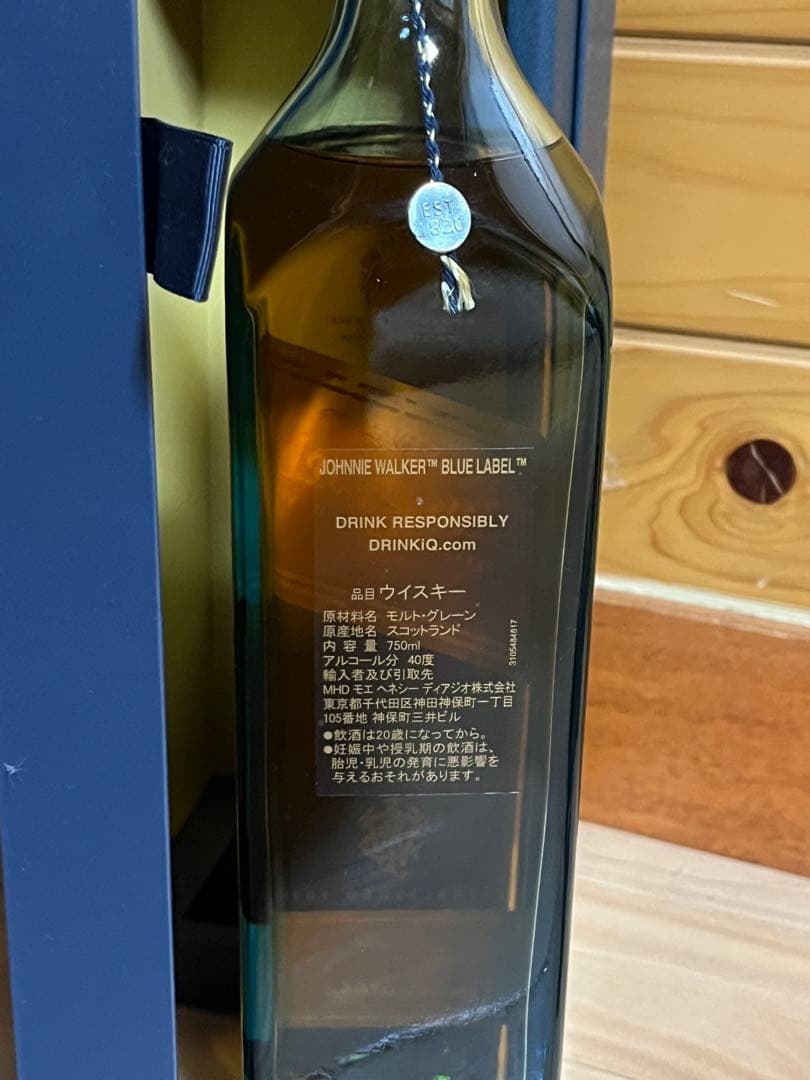 EST.
1820
JOHNNIE WALKER™ BLUE LABEL™
DRINK RESPONSIBLY
DRINKiQ.com
品目 ウイスキー
原材料名 モルト・グレーン
原産地名 スコットランド
内容量 750ml
アルコール分 40度
輸入者及び引取先
MHD モエ ヘネシー ディアジオ株式会社
東京都千代田区神田神保町一丁目
105番地 神保町三井ビル
●飲酒は20歳になってから。
●妊娠中や授乳期の飲酒は、
胎児・乳児の発育に悪影響を
与えるおそれがあります。
3105484817